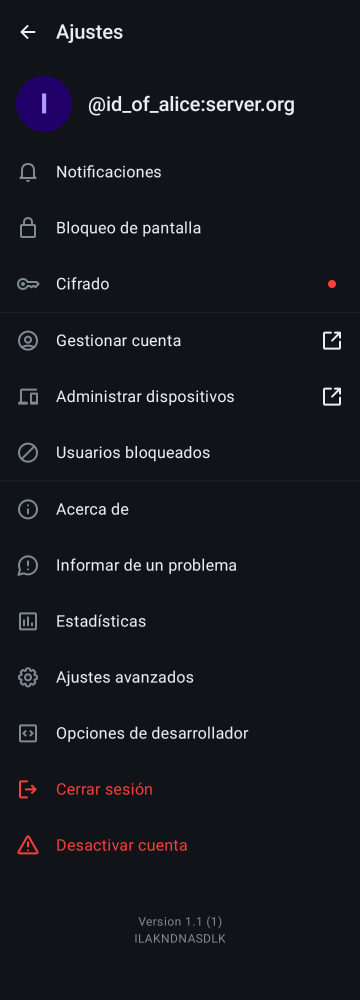 Ajustes
I
@id_of_alice:server.org
Notificaciones
Bloqueo de pantalla
Cifrado
Gestionar cuenta
Administrar dispositivos
Usuarios bloqueados
Acerca de
Informar de un problema
Estadísticas
Ajustes avanzados
Opciones de desarrollador
Cerrar sesión
Desactivar cuenta
Version 1.1 (1)
ILAKNDNASDLK